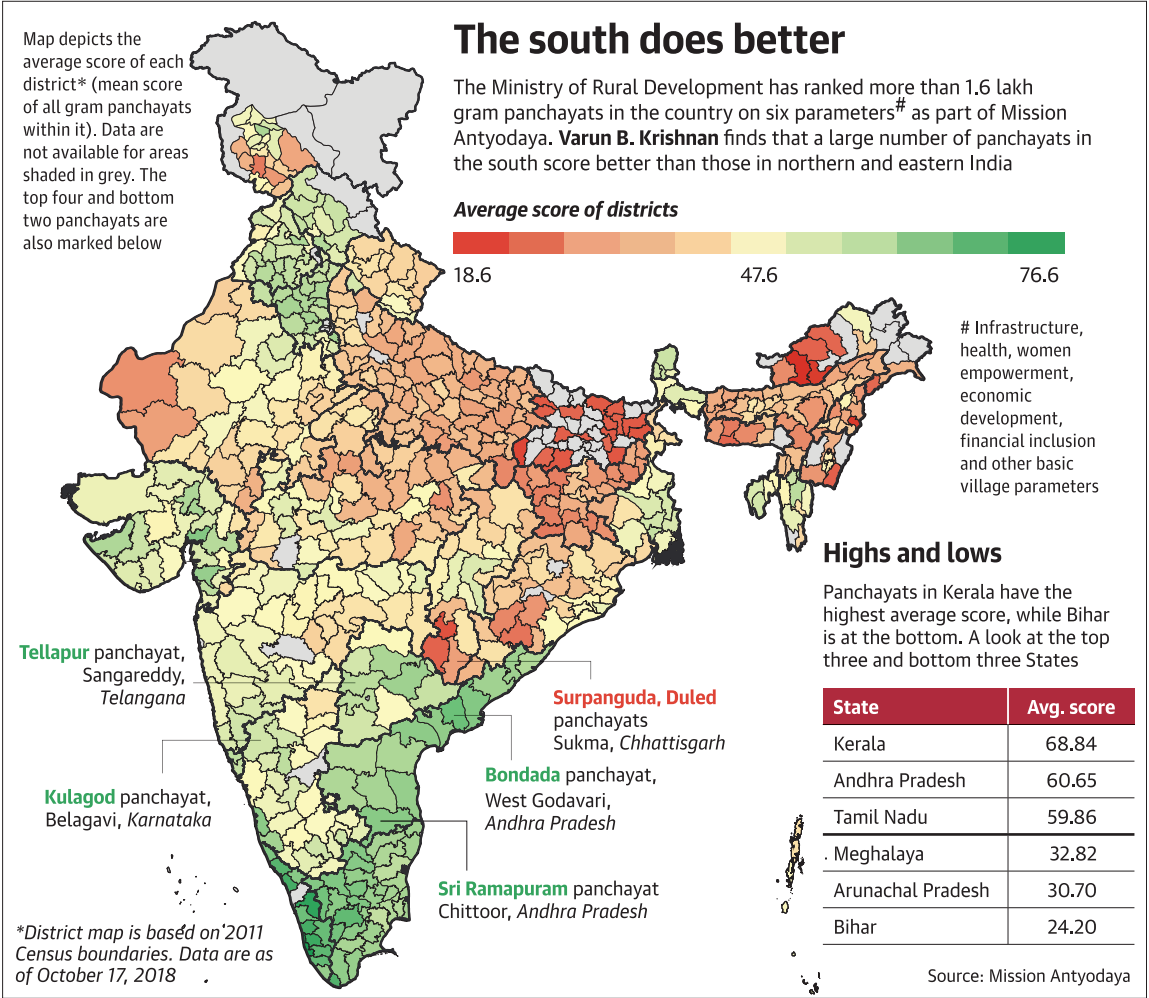 Map depicts the
average score of each
district* (mean score
of all gram panchayats
within it). Data are
not available for areas
shaded in grey. The
top four and bottom
two panchayats are
also marked below
The south does better
The Ministry of Rural Development has ranked more than 1.6 lakh
gram panchayats in the country on six parameters# as part of Mission
Antyodaya. Varun B. Krishnan finds that a large number of panchayats in
the south score better than those in northern and eastern India
Average score of districts
18.6 47.6 76.6
# Infrastructure,
health, women
empowerment,
economic
development,
financial inclusion
and other basic
village parameters
Tellapur panchayat,
Sangareddy,
Telangana
Kulagod panchayat,
Belagavi, Karnataka
Surpanguda, Duled
panchayats
Sukma, Chhattisgarh
Bondada panchayat,
West Godavari,
Andhra Pradesh
Sri Ramapuram panchayat
Chittoor, Andhra Pradesh
Highs and lows
Panchayats in Kerala have the
highest average score, while Bihar
is at the bottom. A look at the top
three and bottom three States
State Avg. score
Kerala 68.84
Andhra Pradesh 60.65
Tamil Nadu 59.86
Meghalaya 32.82
Arunachal Pradesh 30.70
Bihar 24.20
*District map is based on 2011
Census boundaries. Data are as
of October 17, 2018
Source: Mission Antyodaya